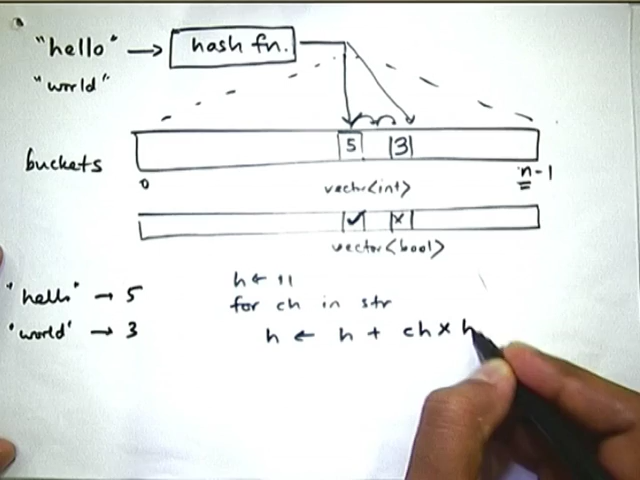 "hello" → hash fn.
"world"
buckets
5 |3|
0 n-1
vector<int>
✓ x
vector<bool>
"hello" → 5
"world" → 3
h ← 11
for ch in str
h ← h + ch × h